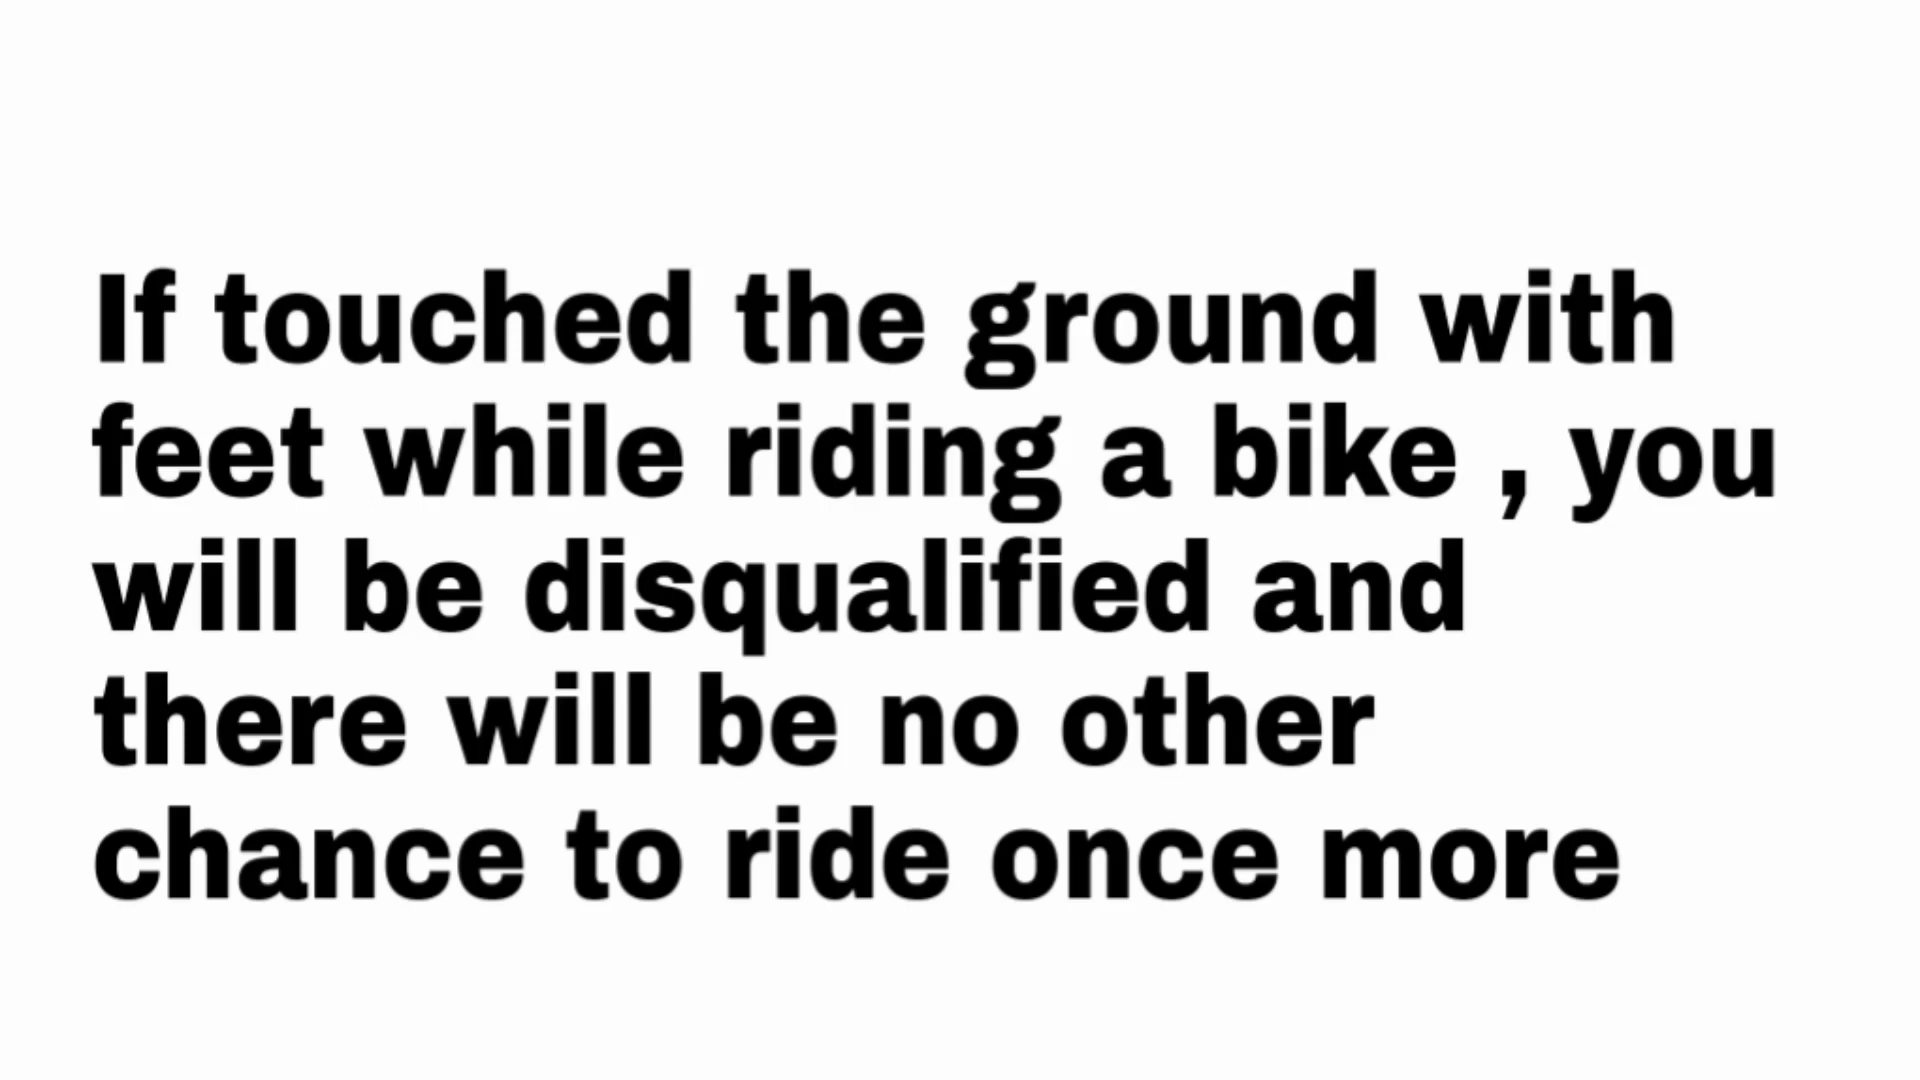 If touched the ground with
feet while riding a bike , you
will be disqualified and
there will be no other
chance to ride once more